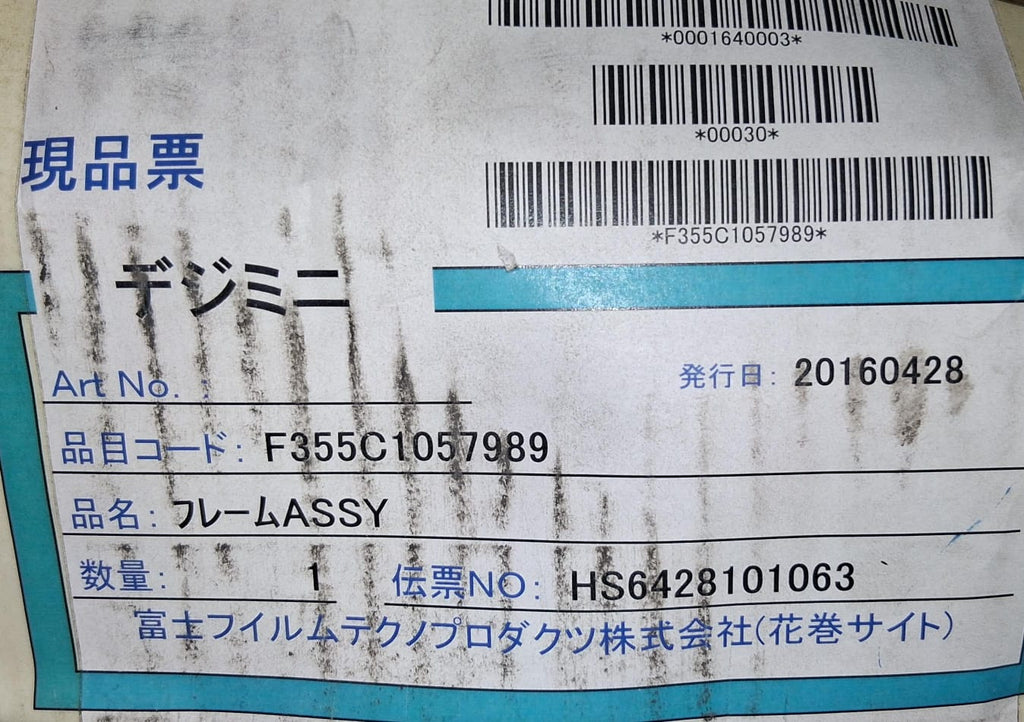 *0001640003*
*00030*
現品票
*F355C1057989*
デジミニ
Art No. :
発行日: 20160428
品目コード: F355C1057989
品名: フレームASSY
数量: 1 伝票NO: HS6428101063
富士フイルムテクノプロダクツ株式会社(花巻サイト)